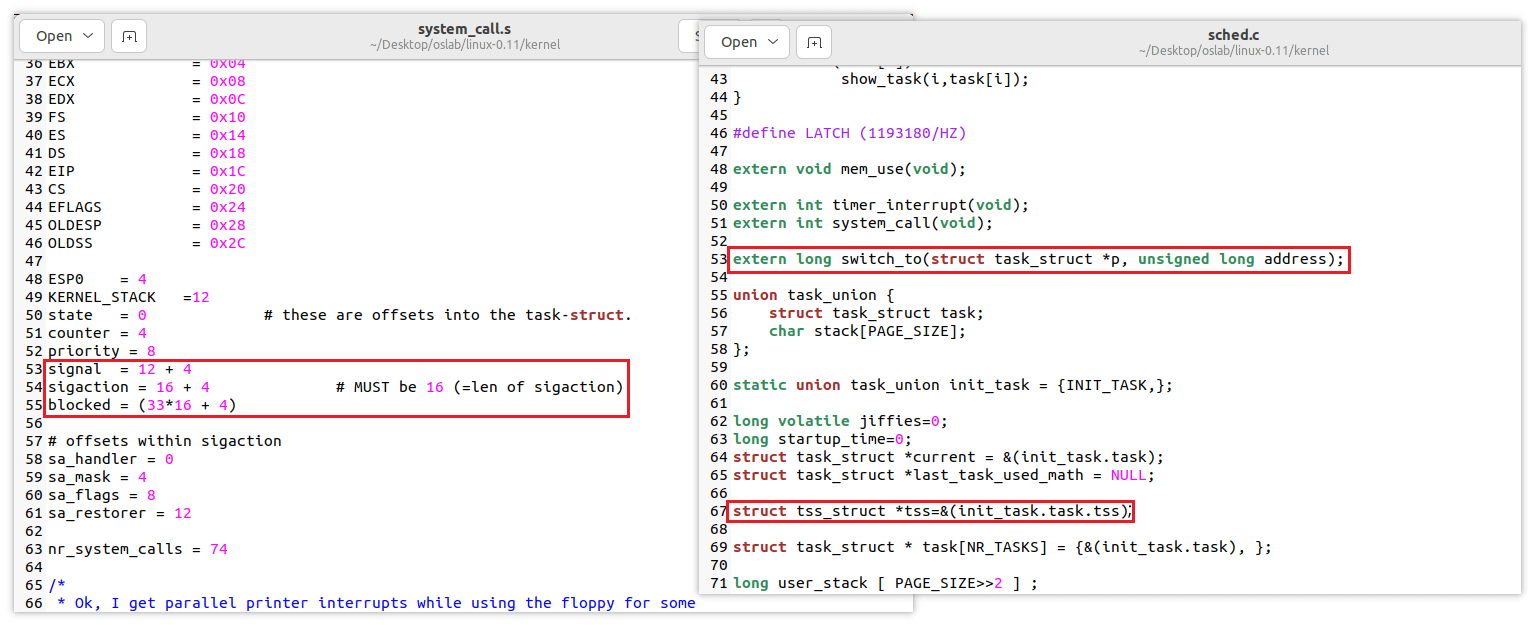 Open
system_call.s
~/Desktop/oslab/linux-0.11/kernel
36 EBX = 0x04
37 ECX = 0x08
38 EDX = 0x0C
39 FS = 0x10
40 ES = 0x14
41 DS = 0x18
42 EIP = 0x1C
43 CS = 0x20
44 EFLAGS = 0x24
45 OLDESP = 0x28
46 OLDSS = 0x2C
47
48 ESP0 = 4
49 KERNEL_STACK =12
50 state = 0 # these are offsets into the task-struct.
51 counter = 4
52 priority = 8
53 signal = 12 + 4
54 sigaction = 16 + 4 # MUST be 16 (=len of sigaction)
55 blocked = (33*16 + 4)
56
57 # offsets within sigaction
58 sa_handler = 0
59 sa_mask = 4
60 sa_flags = 8
61 sa_restorer = 12
62
63 nr_system_calls = 74
64
65 /*
66 * Ok, I get parallel printer interrupts while using the floppy for some
Open
sched.c
~/Desktop/oslab/linux-0.11/kernel
43 show_task(i,task[i]);
44 }
45
46 #define LATCH (1193180/HZ)
47
48 extern void mem_use(void);
49
50 extern int timer_interrupt(void);
51 extern int system_call(void);
52
53 extern long switch_to(struct task_struct *p, unsigned long address);
54
55 union task_union {
56 struct task_struct task;
57 char stack[PAGE_SIZE];
58 };
59
60 static union task_union init_task = {INIT_TASK,};
61
62 long volatile jiffies=0;
63 long startup_time=0;
64 struct task_struct *current = &(init_task.task);
65 struct task_struct *last_task_used_math = NULL;
66
67 struct tss_struct *tss=&(init_task.task.tss);
68
69 struct task_struct * task[NR_TASKS] = {&(init_task.task), };
70
71 long user_stack [ PAGE_SIZE>>2 ] ;